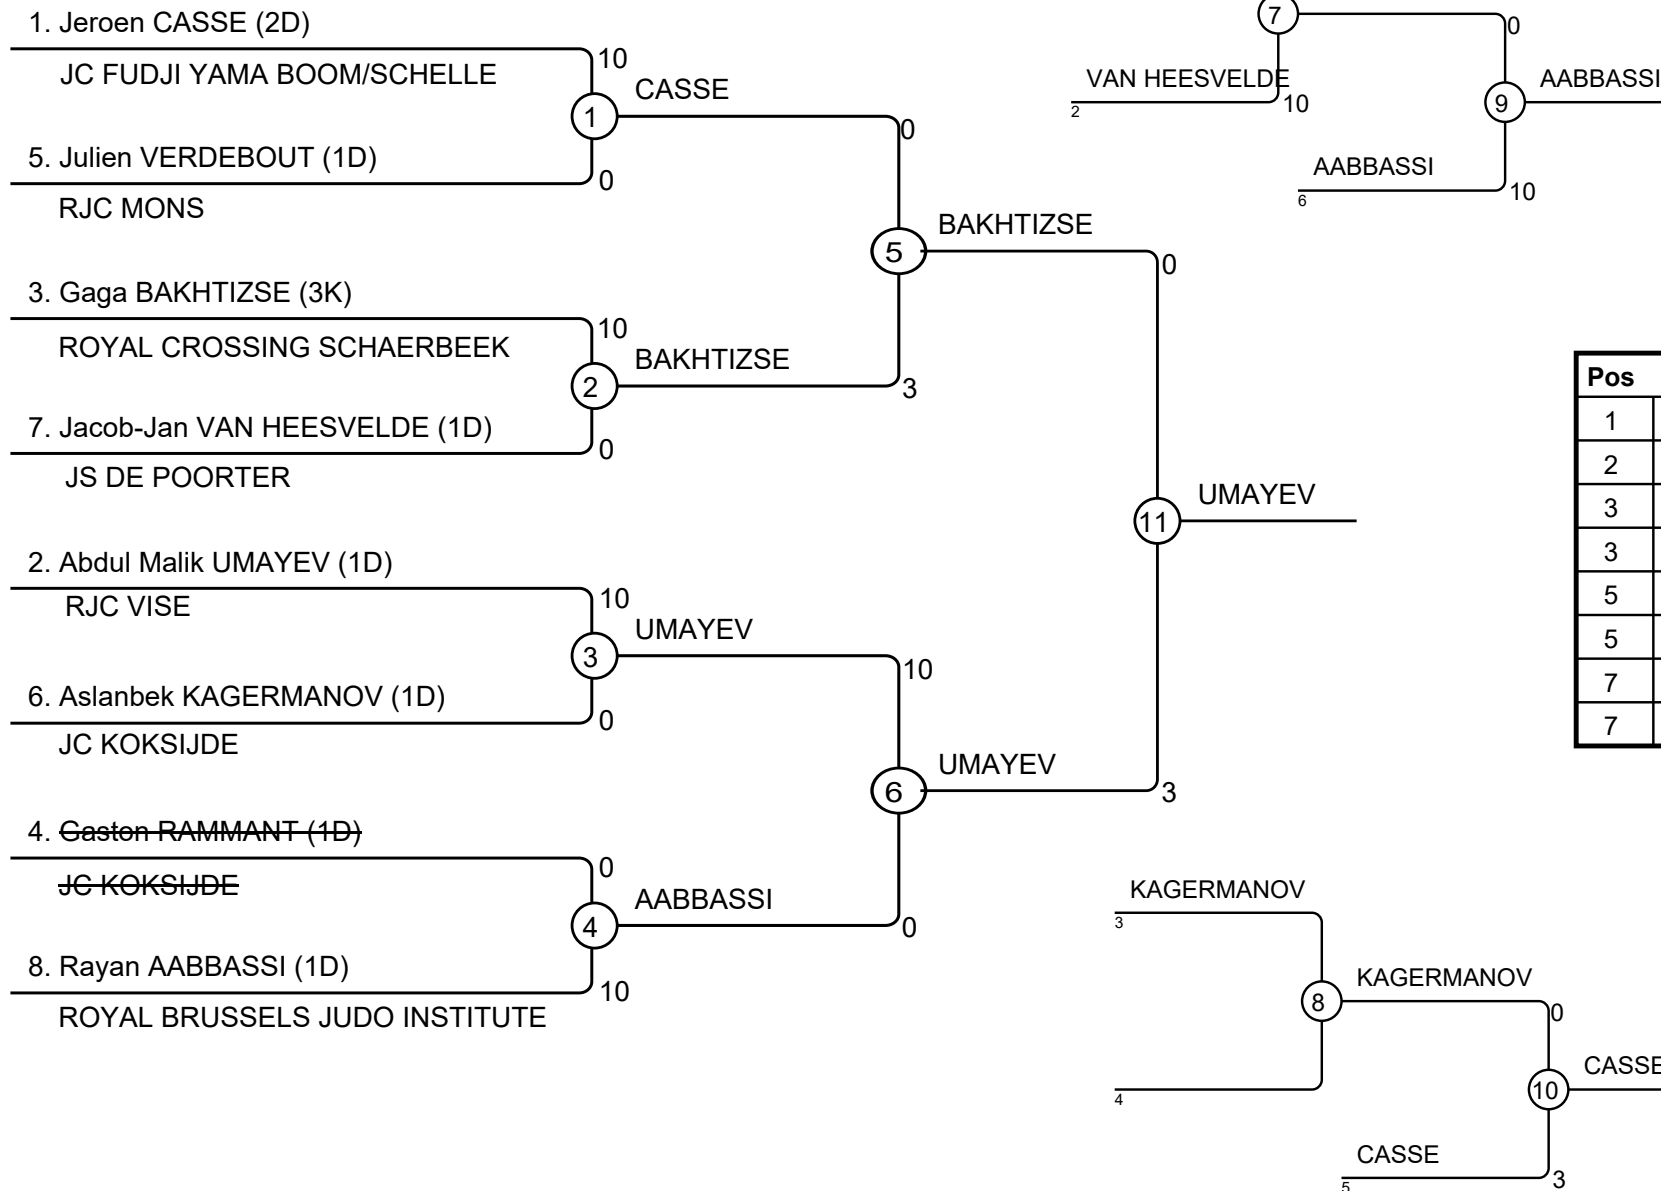 1. Jeroen CASSE (2D)
10
JC FUDJI YAMA BOOM/SCHELLE
1
CASSE
5. Julien VERDEBOUT (1D)
0
RJC MONS
3. Gaga BAKHTIZSE (3K)
10
ROYAL CROSSING SCHAERBEEK
2
BAKHTIZSE
7. Jacob-Jan VAN HEESVELDE (1D)
0
JS DE POORTER
0
5
BAKHTIZSE
3
2. Abdul Malik UMAYEV (1D)
10
RJC VISE
3
UMAYEV
6. Aslanbek KAGERMANOV (1D)
0
JC KOKSIJDE
4. Gaston RAMMANT (1D)
0
JC KOKSIJDE
4
AABBASSI
8. Rayan AABBASSI (1D)
10
ROYAL BRUSSELS JUDO INSTITUTE
10
6
UMAYEV
0
0
11
UMAYEV
3
7
0
VAN HEESVELDE
2
10
9
AABBASSI
AABBASSI
6
10
Pos
1
2
3
3
5
5
7
7
KAGERMANOV
3
8
KAGERMANOV
0
4
10
CASSE
CASSE
5
3